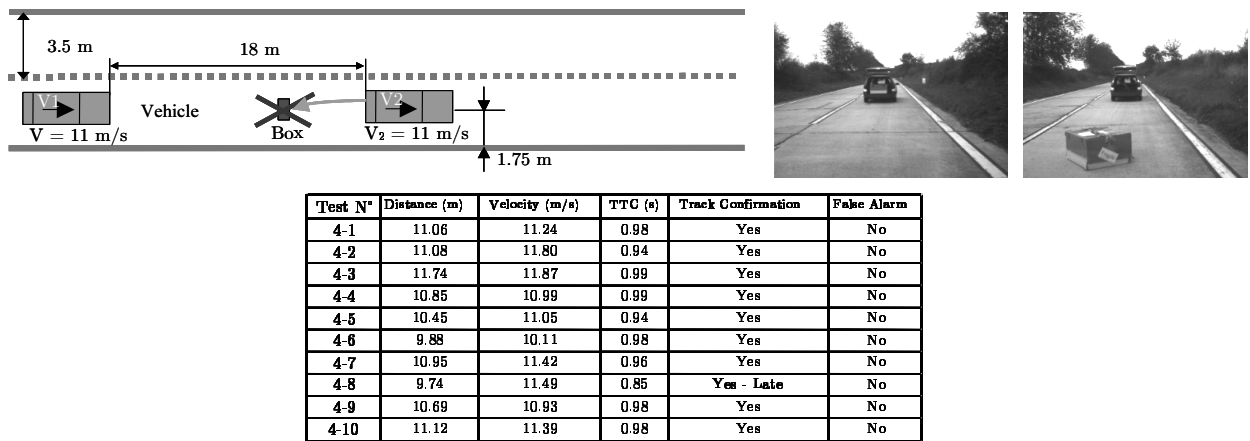 3.5 m
18 m
V1
Vehicle
V2
Box
V = 11 m/s
V₂ = 11 m/s
1.75 m
Test N° Distance (m) Velocity (m/s) TTC (s) Track Confirmation False Alarm
4-1 11.06 11.24 0.98 Yes No
4-2 11.08 11.80 0.94 Yes No
4-3 11.74 11.87 0.99 Yes No
4-4 10.85 10.99 0.99 Yes No
4-5 10.45 11.05 0.94 Yes No
4-6 9.88 10.11 0.98 Yes No
4-7 10.95 11.42 0.96 Yes No
4-8 9.74 11.49 0.85 Yes - Late No
4-9 10.69 10.93 0.98 Yes No
4-10 11.12 11.39 0.98 Yes No